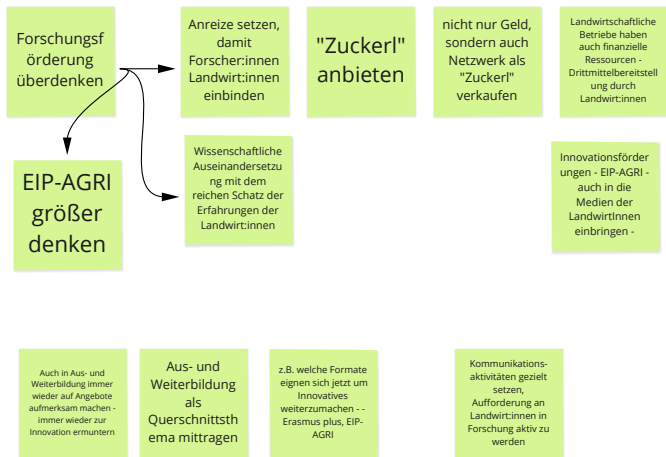 Forschungsf
örderung
überdenken
Anreize setzen,
damit
Forscher:innen
Landwirt:innen
einbinden
"Zuckerl"
anbieten
nicht nur Geld,
sondern auch
Netzwerk als
"Zuckerl"
verkaufen
Landwirtschaftliche
Betriebe haben
auch finanzielle
Ressourcen -
Drittmittelbereitstell
ung durch
Landwirt:innen
EIP-AGRI
größer
denken
Wissenschaftliche
Auseinandersetzu
ng mit dem
reichen Schatz der
Erfahrungen der
Landwirt:innen
Innovationsförder
ungen - EIP-AGRI -
auch in die
Medien der
LandwirtInnen
einbringen -
Auch in Aus- und
Weiterbildung immer
wieder auf Angebote
aufmerksam machen -
immer wieder zur
Innovation ermuntern
Aus- und
Weiterbildung
als
Querschnittsth
ema mittragen
z.B. welche Formate
eignen sich jetzt um
Innovatives
weiterzumachen - -
Erasmus plus, EIP-
AGRI
Kommunikations-
aktivitäten gezielt
setzen,
Aufforderung an
Landwirt:innen in
Forschung aktiv zu
werden